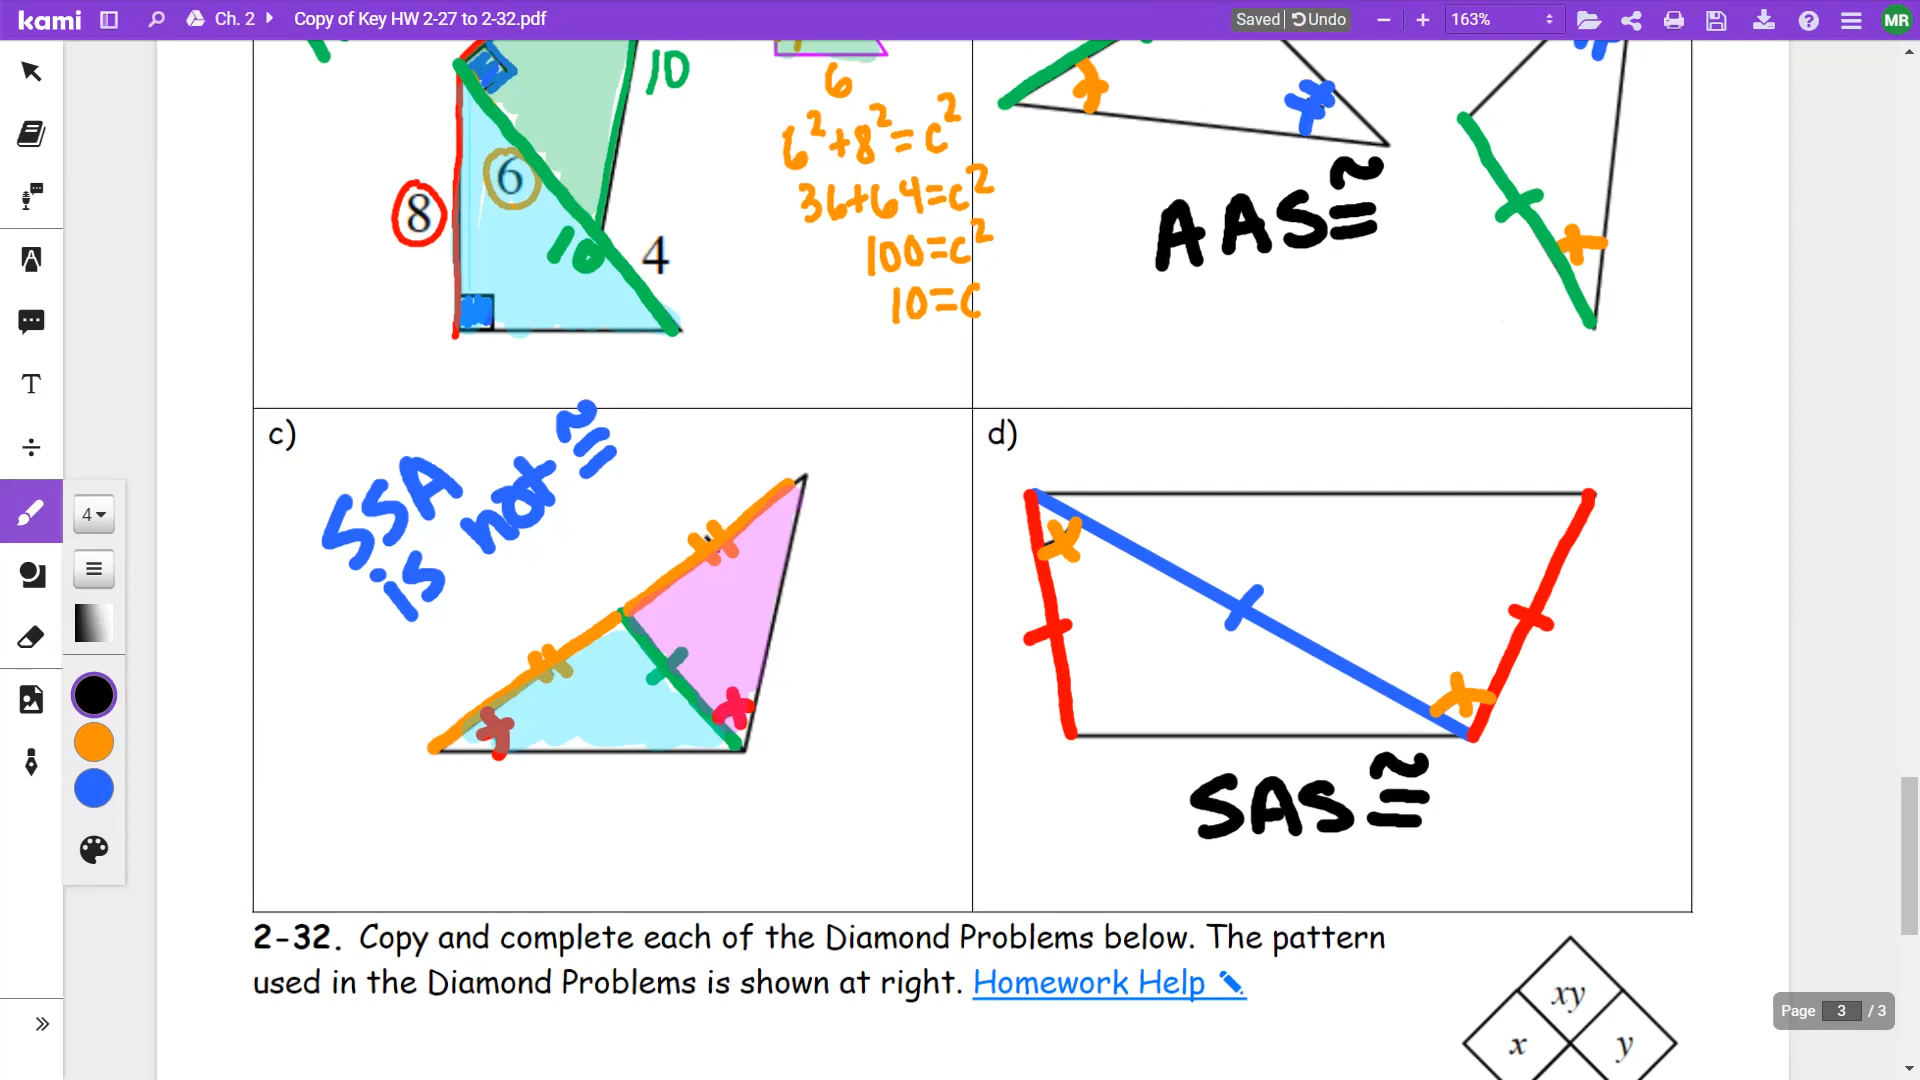 kami Ch. 2 Copy of Key HW 2-27 to 2-32.pdf Saved Undo 163% MR
10
6
6²+8²=c²
36+64=c²
100=c²
10=c
8
6
10
4
AAS≅
c)
SSA
is not ≅
d)
SAS≅
4
T
2-32. Copy and complete each of the Diamond Problems below. The pattern
used in the Diamond Problems is shown at right. Homework Help
xy
x
y
Page 3 / 3